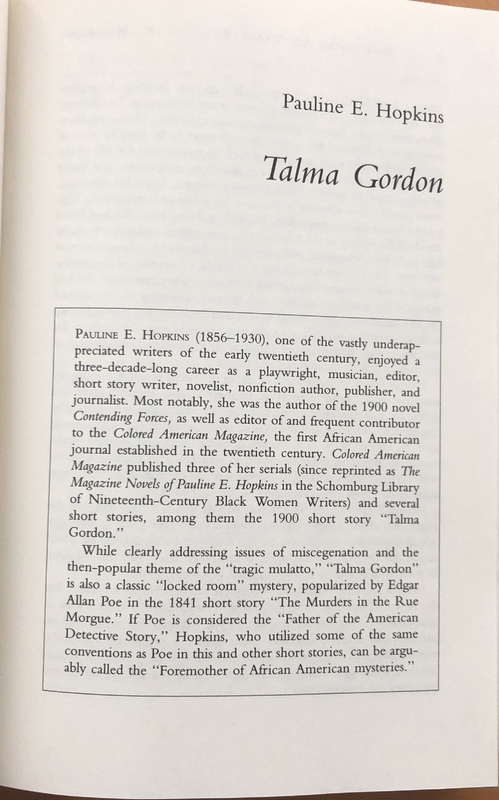 Pauline E. Hopkins
Talma Gordon
PAULINE E. HOPKINS (1856–1930), one of the vastly underap-
preciated writers of the early twentieth century, enjoyed a
three-decade-long career as a playwright, musician, editor,
short story writer, novelist, nonfiction author, publisher, and
journalist. Most notably, she was the author of the 1900 novel
Contending Forces, as well as editor of and frequent contributor
to the Colored American Magazine, the first African American
journal established in the twentieth century. Colored American
Magazine published three of her serials (since reprinted as The
Magazine Novels of Pauline E. Hopkins in the Schomburg Library
of Nineteenth-Century Black Women Writers) and several
short stories, among them the 1900 short story “Talma
Gordon.”
While clearly addressing issues of miscegenation and the
then-popular theme of the “tragic mulatto,” “Talma Gordon”
is also a classic “locked room” mystery, popularized by Edgar
Allan Poe in the 1841 short story “The Murders in the Rue
Morgue.” If Poe is considered the “Father of the American
Detective Story,” Hopkins, who utilized some of the same
conventions as Poe in this and other short stories, can be argu-
ably called the “Foremother of African American mysteries.”